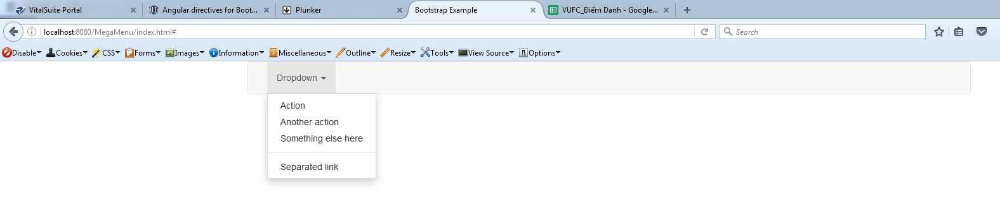 VitalSuite Portal
Angular directives for Boot...
Plunker
Bootstrap Example
VUFC_Điểm Danh - Google...
localhost:8080/MegaMenu/index.html#
Search
Disable Cookies CSS Forms Images Information Miscellaneous Outline Resize Tools View Source Options
Dropdown
Action
Another action
Something else here
Separated link